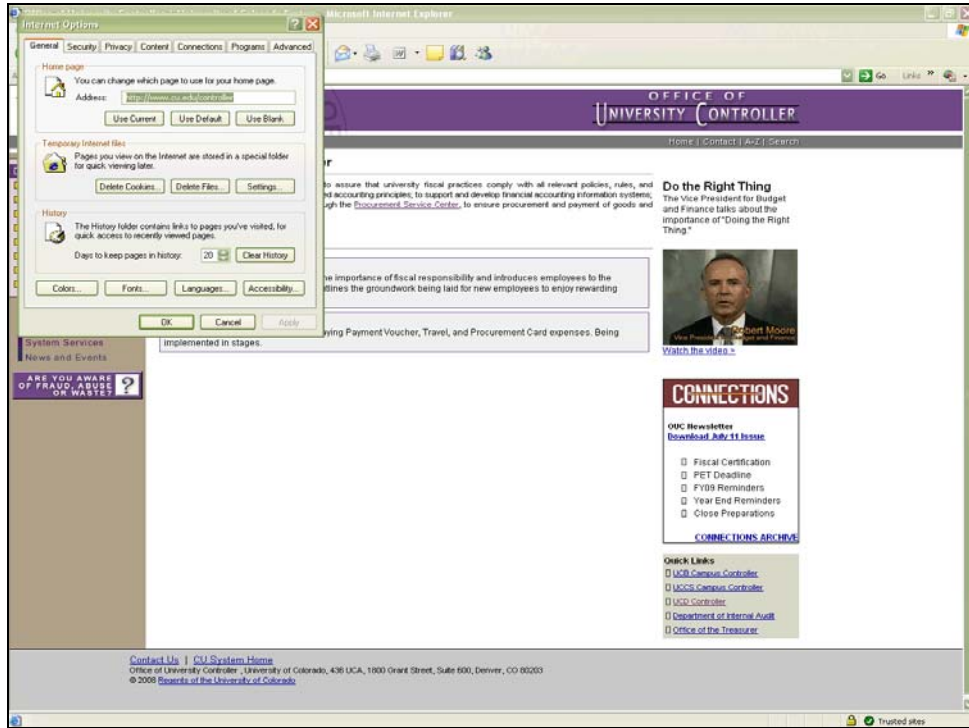 Microsoft Internet Explorer
Internet Options
General Security Privacy Content Connections Programs Advanced
Home page
You can change which page to use for your home page.
Address: http://www.cu.edu/controller
Use Current Use Default Use Blank
Temporary Internet files
Pages you view on the Internet are stored in a special folder
for quick viewing later.
Delete Cookies... Delete Files... Settings...
History
The History folder contains links to pages you've visited, for
quick access to recently viewed pages.
Days to keep pages in history: 20 Clear History
Colors... Fonts... Languages... Accessibility...
OK Cancel Apply
Go Links »
OFFICE OF
UNIVERSITY CONTROLLER
Home | Contact | A-Z | Search
to assure that university fiscal practices comply with all relevant policies, rules, and
accounting principles; to support and develop financial accounting information systems;
the Procurement Service Center, to ensure procurement and payment of goods and
importance of fiscal responsibility and introduces employees to the
the groundwork being laid for new employees to enjoy rewarding
Payment Voucher, Travel, and Procurement Card expenses. Being
implemented in stages.
System Services
News and Events
ARE YOU AWARE
OF FRAUD, ABUSE
OR WASTE? ?
Do the Right Thing
The Vice President for Budget
and Finance talks about the
importance of "Doing the Right
Thing."
Robert Moore
Vice President, Budget and Finance
Watch the video »
CONNECTIONS
OUC Newsletter
Download July 11 Issue
Fiscal Certification
PET Deadline
FY09 Reminders
Year End Reminders
Close Preparations
CONNECTIONS ARCHIVE
Quick Links
UCB Campus Controller
UCCS Campus Controller
UCD Controller
Department of Internal Audit
Office of the Treasurer
Contact Us | CU System Home
Office of University Controller , University of Colorado, 436 UCA, 1800 Grant Street, Suite 600, Denver, CO 80203
© 2008 Regents of the University of Colorado
Trusted sites